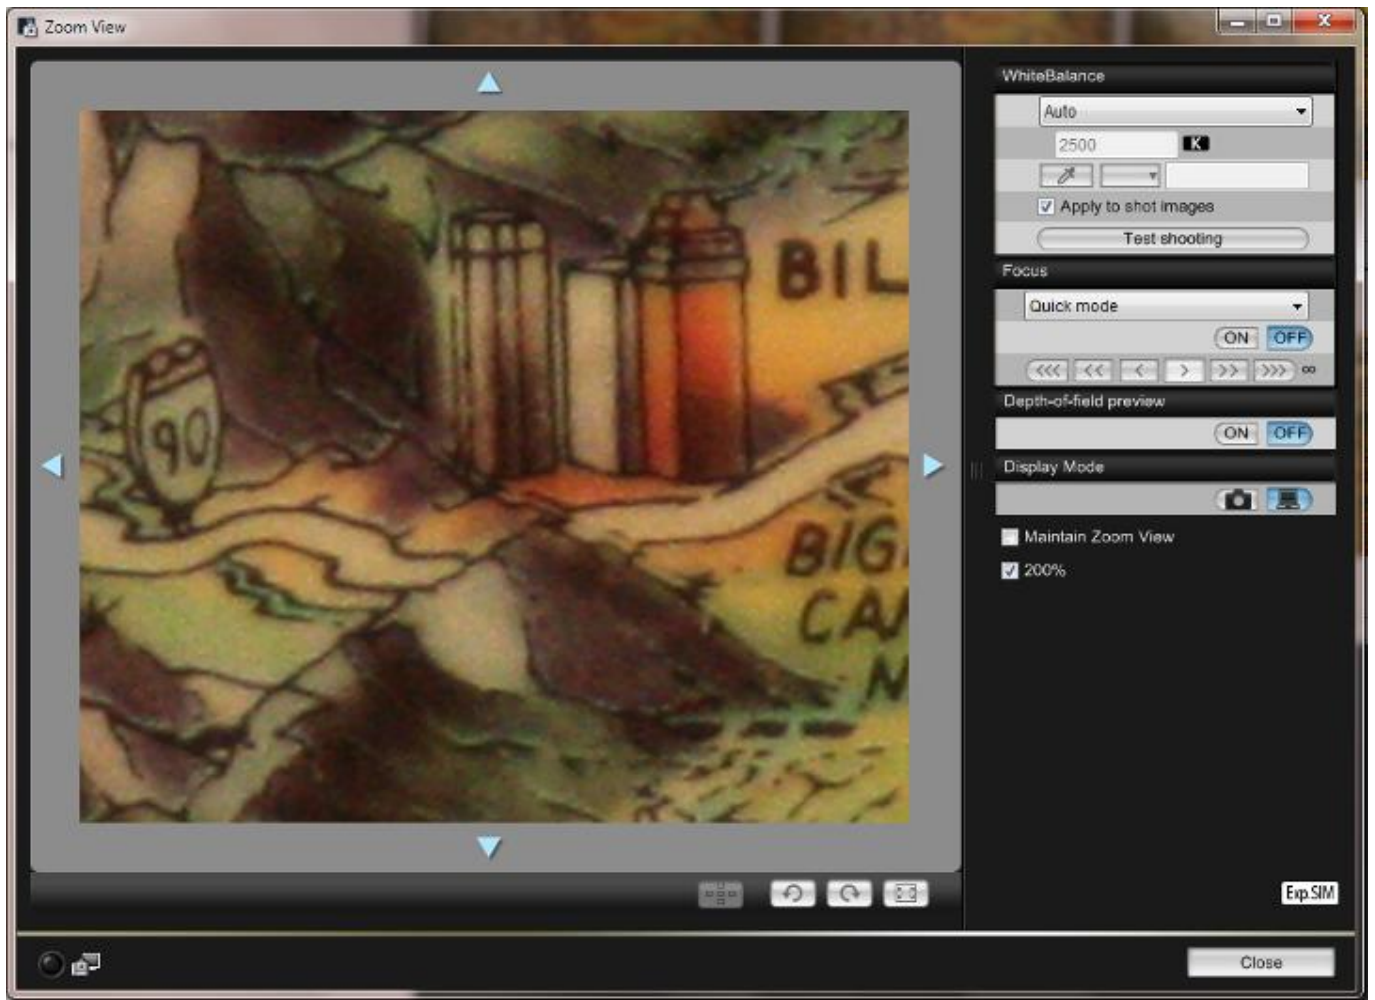 Zoom View
WhiteBalance
Auto
2500 K
Apply to shot images
Test shooting
Focus
Quick mode
ON OFF
<<< << < > >> >>> ∞
Depth-of-field preview
ON OFF
Display Mode
Maintain Zoom View
200%
90
BIL
BIG
CA
Exp.SIM
Close